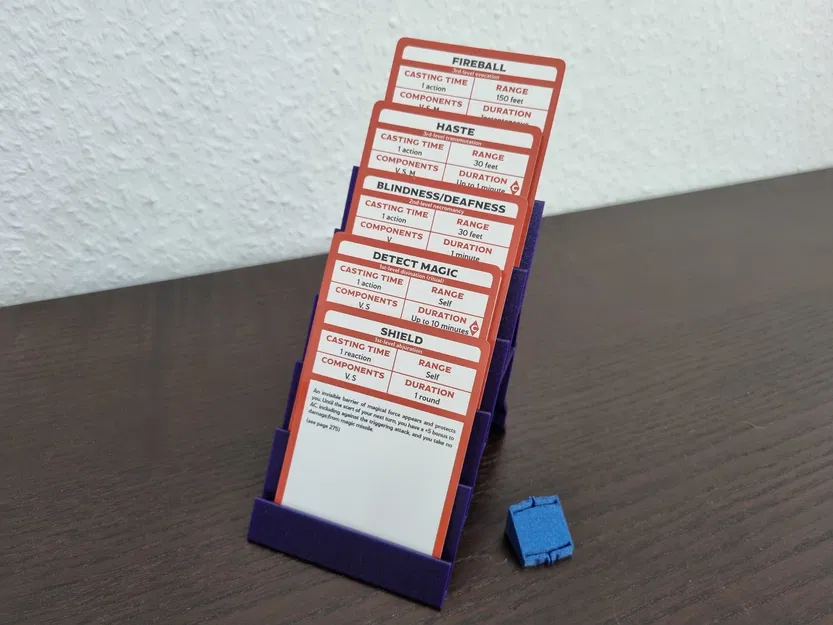 FIREBALL
3rd-level evocation
CASTING TIME
1 action
RANGE
150 feet
COMPONENTS
V, S, M
DURATION
HASTE
3rd-level transmutation
CASTING TIME
1 action
RANGE
30 feet
COMPONENTS
V, S, M
DURATION
Up to 1 minute
C
BLINDNESS/DEAFNESS
2nd-level necromancy
CASTING TIME
1 action
RANGE
30 feet
COMPONENTS
V
DURATION
1 minute
DETECT MAGIC
1st-level divination (ritual)
CASTING TIME
1 action
RANGE
Self
COMPONENTS
V, S
DURATION
Up to 10 minutes
C
SHIELD
1st-level abjuration
CASTING TIME
1 reaction
RANGE
Self
COMPONENTS
V, S
DURATION
1 round
An invisible barrier of magical force appears and protects
you. Until the start of your next turn, you have a +5 bonus to
AC, including against the triggering attack, and you take no
damage from magic missile.
(see page 275)